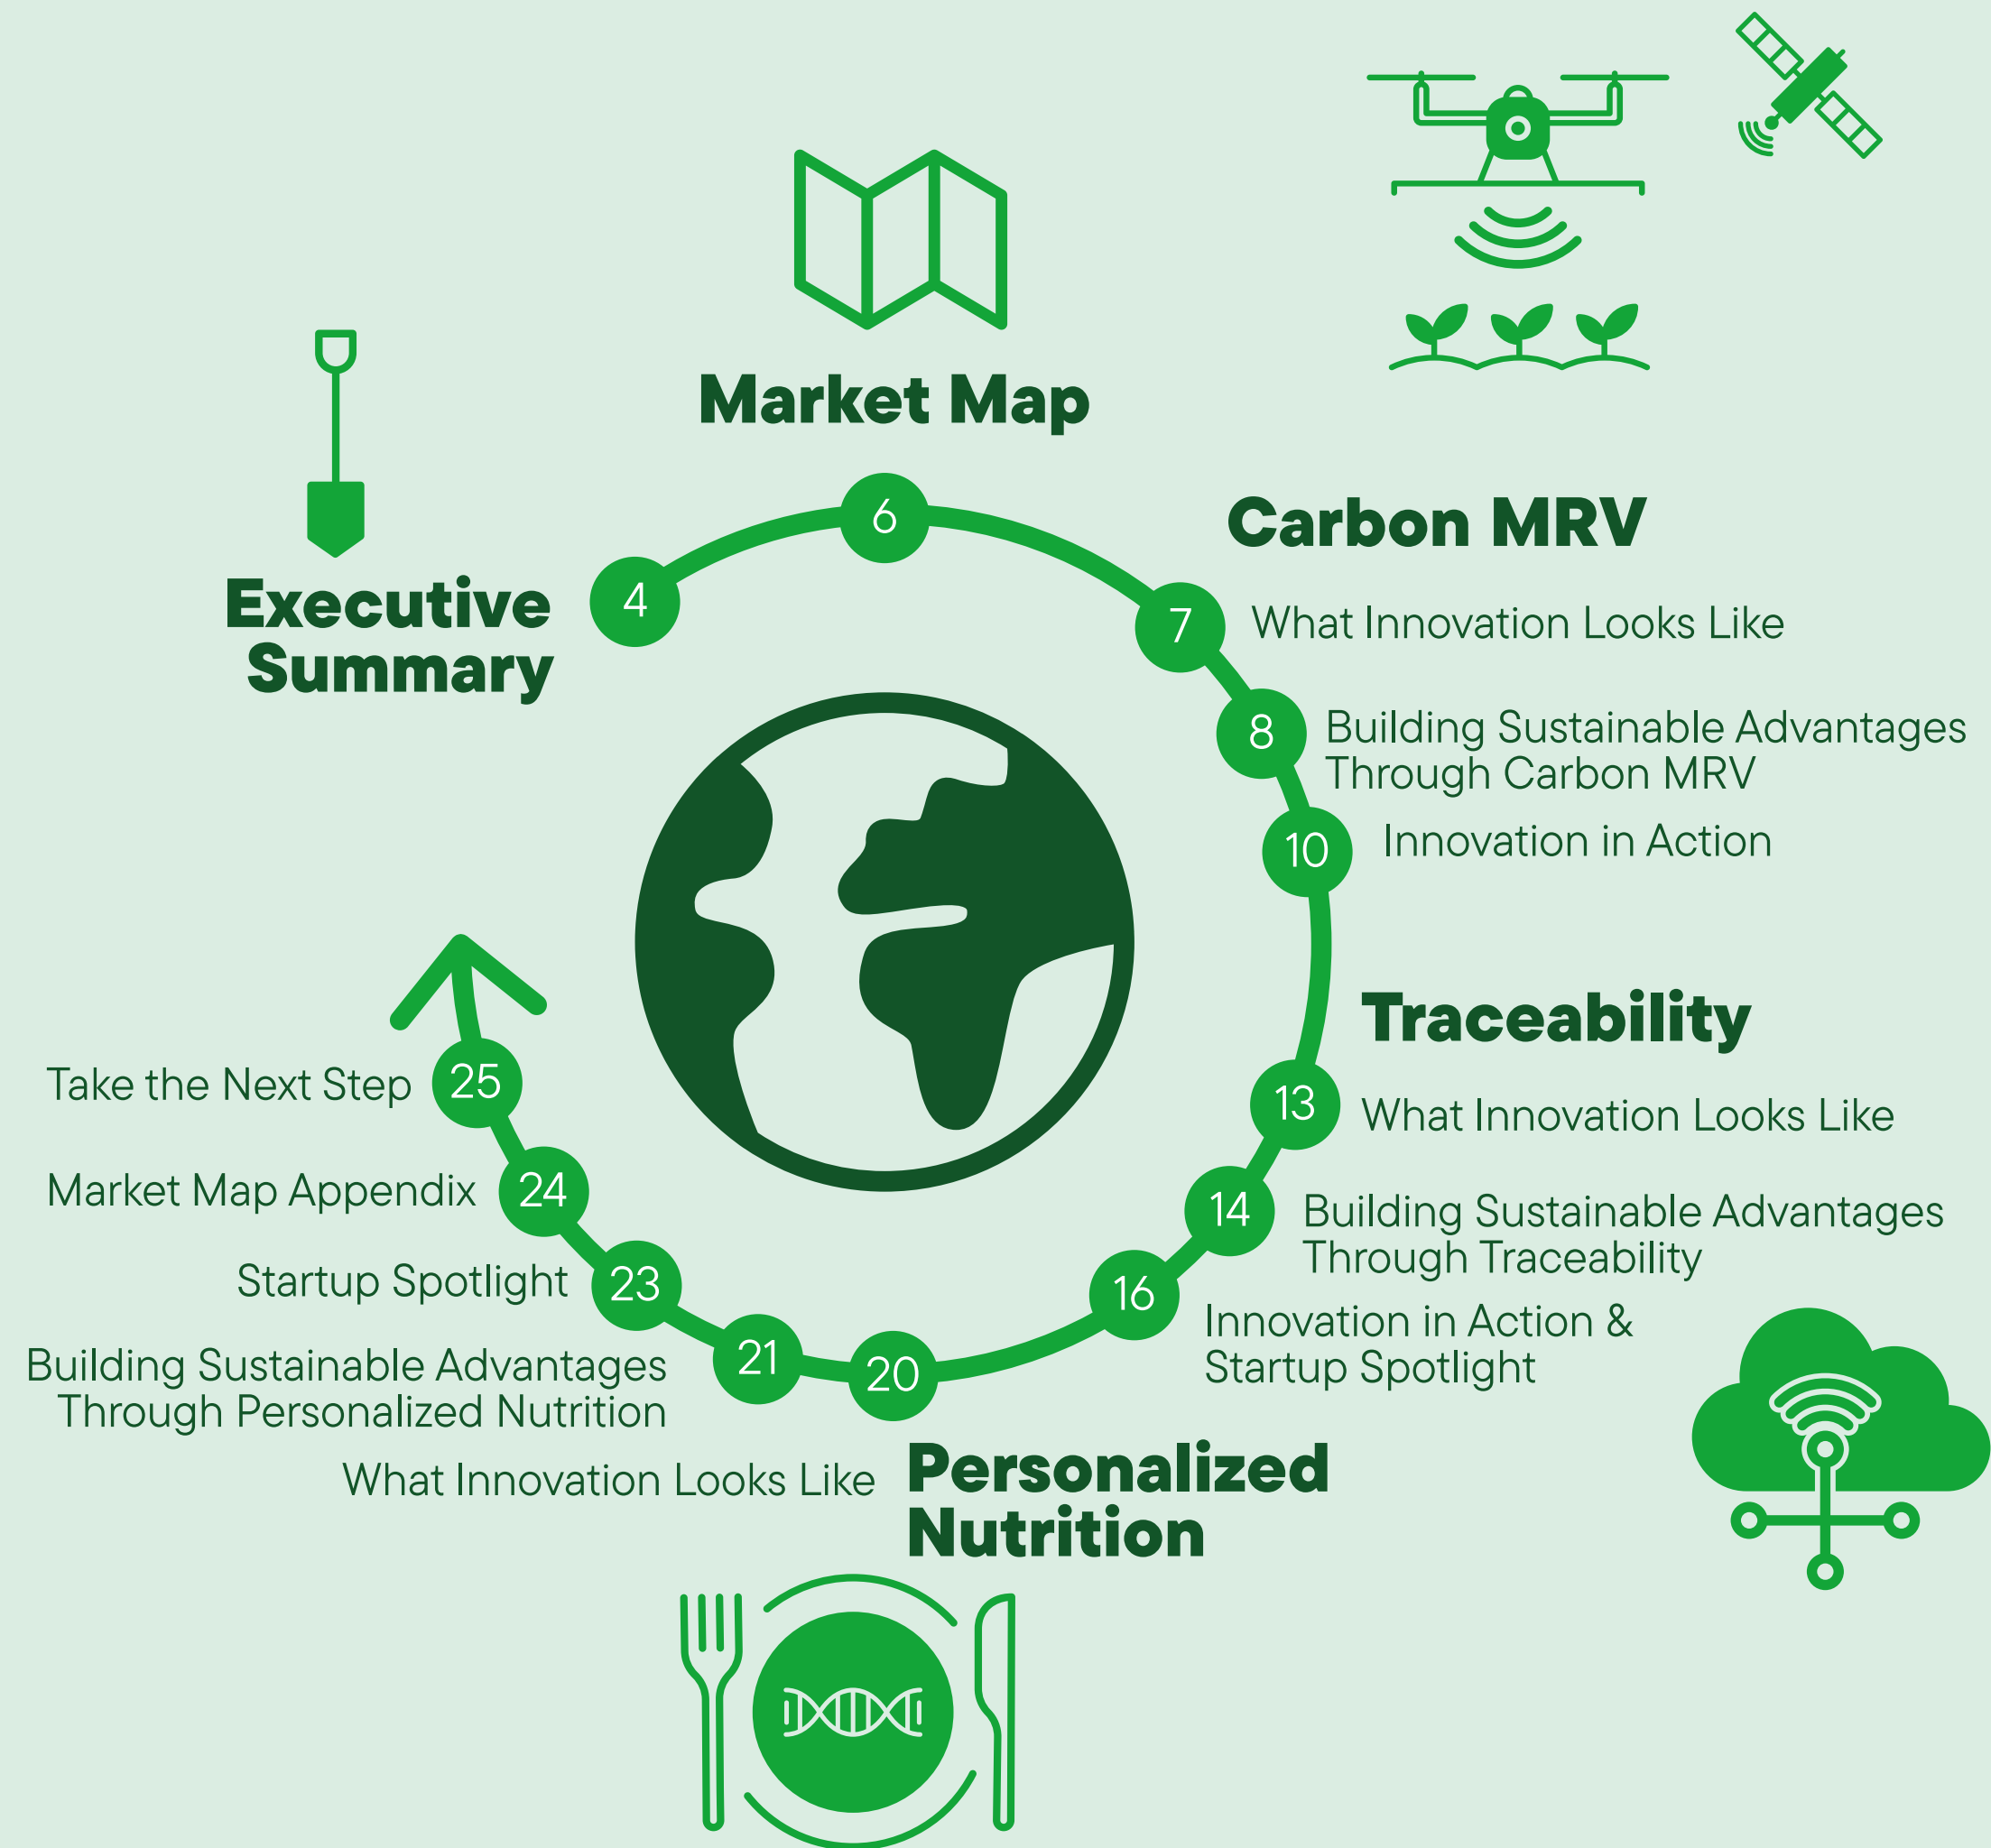 Market Map
Executive
Summary
4
6
Carbon MRV
7
What Innovation Looks Like
8
Building Sustainable Advantages
Through Carbon MRV
10
Innovation in Action
Traceability
13
What Innovation Looks Like
14
Building Sustainable Advantages
Through Traceability
16
Innovation in Action &
Startup Spotlight
Personalized
Nutrition
20
What Innovation Looks Like
21
Building Sustainable Advantages
Through Personalized Nutrition
23
Startup Spotlight
24
Market Map Appendix
25
Take the Next Step